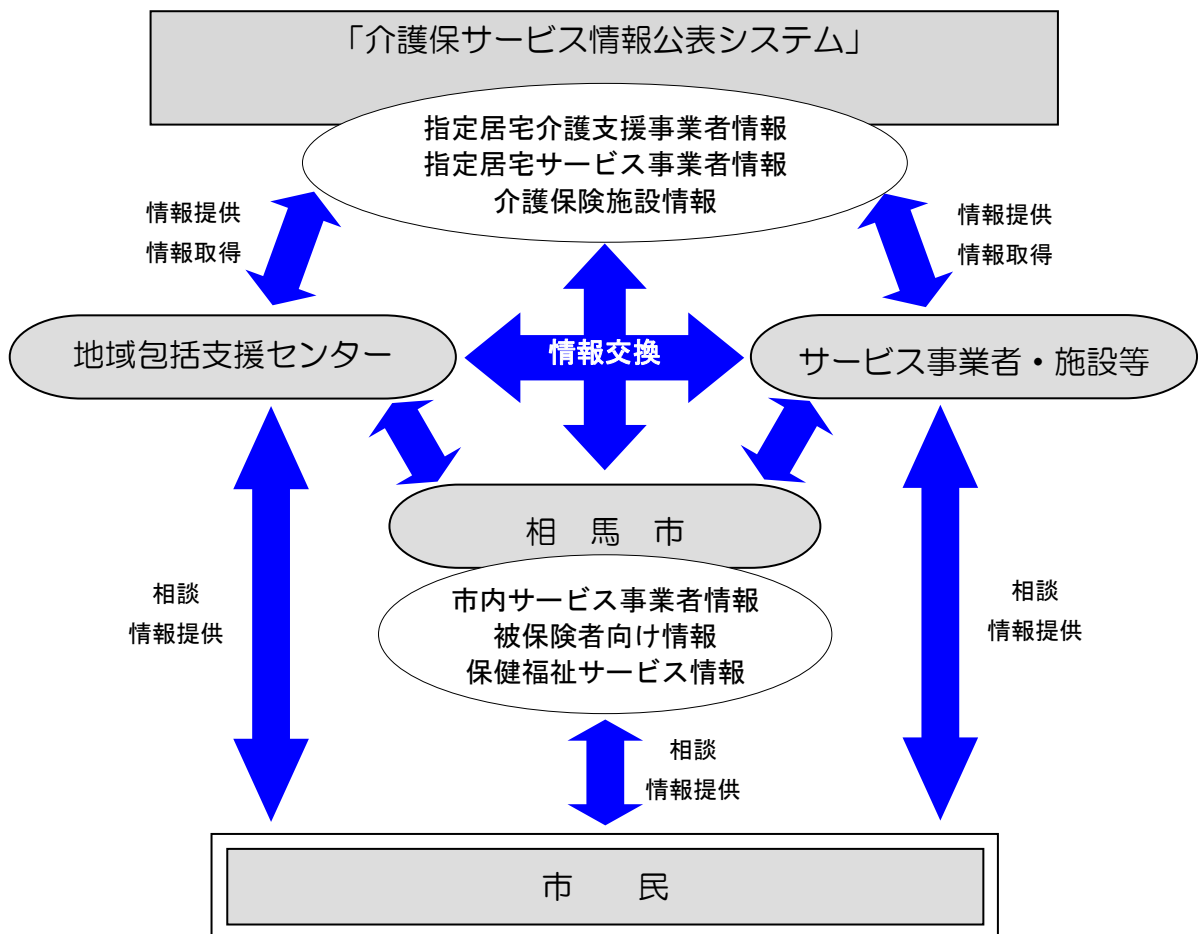 「介護保サービス情報公表システム」
指定居宅介護支援事業者情報
指定居宅サービス事業者情報
介護保険施設情報
情報提供
情報取得
情報提供
情報取得
地域包括支援センター
情報交換
サービス事業者・施設等
相　馬　市
市内サービス事業者情報
被保険者向け情報
保健福祉サービス情報
相談
情報提供
相談
情報提供
相談
情報提供
市　　民